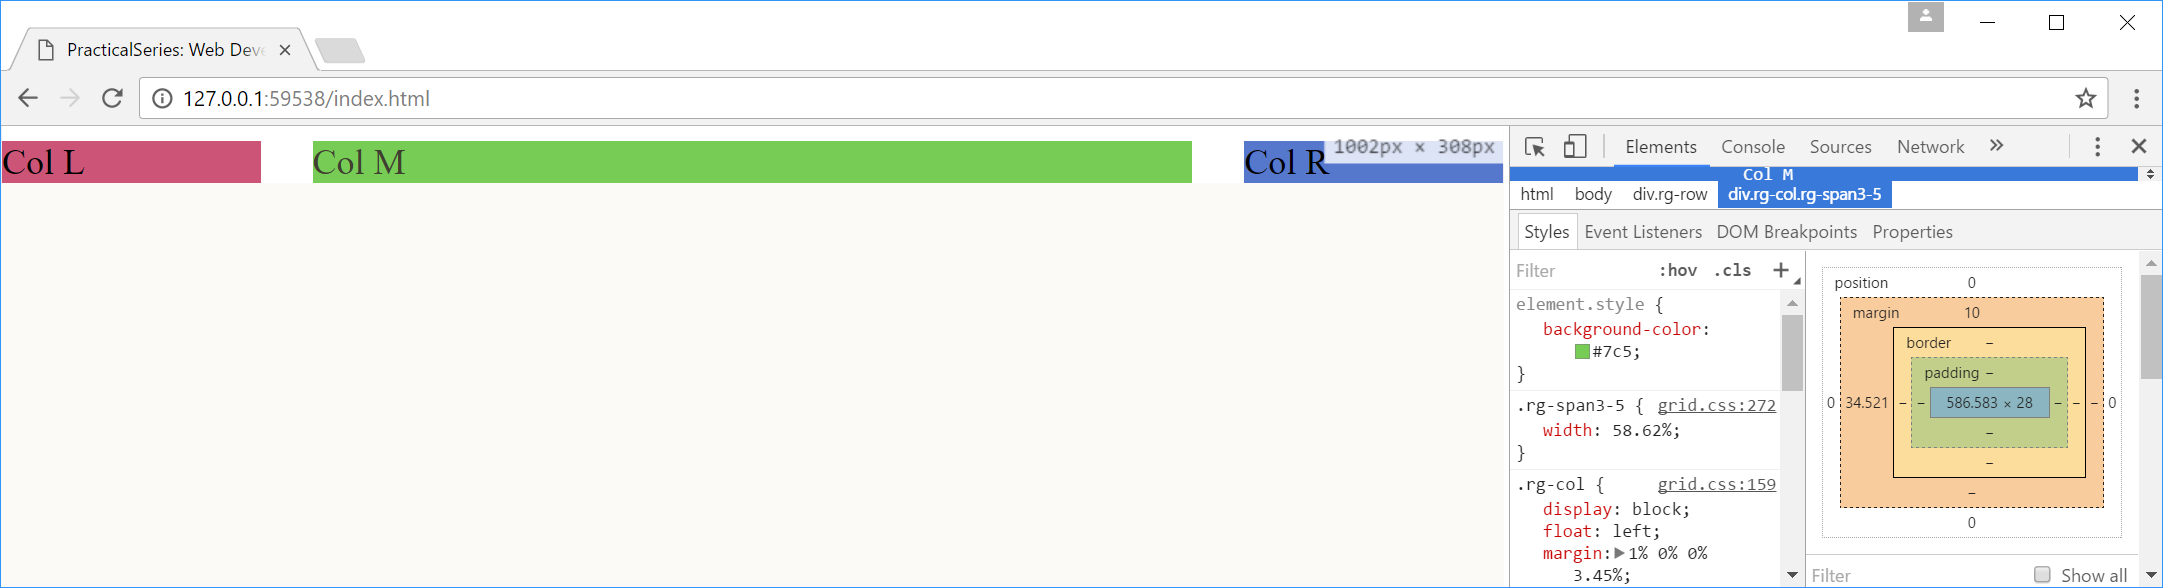 PracticalSeries: Web Deve
127.0.0.1:59538/index.html
Col L
Col M
Col R
1002px × 308px
Elements Console Sources Network »
Col M
html body div.rg-row div.rg-col.rg-span3-5
Styles Event Listeners DOM Breakpoints Properties
Filter :hov .cls +
element.style {
background-color:
#7c5;
}
.rg-span3-5 { grid.css:272
width: 58.62%;
}
.rg-col { grid.css:159
display: block;
float: left;
margin: 1% 0% 0%
3.45%;
position 0
margin 10
border –
padding –
0 34.521 – – 586.583 × 28 – – – 0
–
–
–
0
Filter Show all